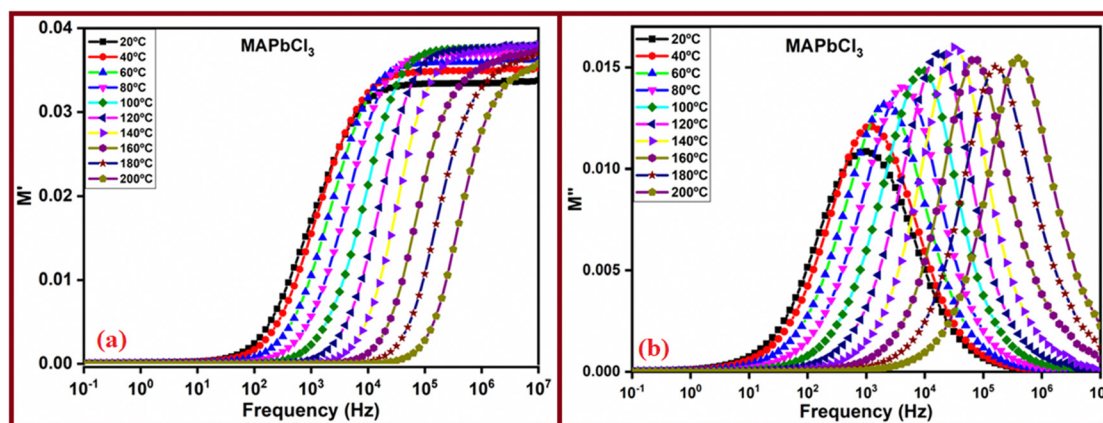 0.04
0.03
0.02
0.01
0.00
M'
MAPbCl₃
20ºC
40ºC
60ºC
80ºC
100ºC
120ºC
140ºC
160ºC
180ºC
200ºC
(a)
10⁻¹ 10⁰ 10¹ 10² 10³ 10⁴ 10⁵ 10⁶ 10⁷
Frequency (Hz)
0.015
0.010
0.005
0.000
M''
MAPbCl₃
20ºC
40ºC
60ºC
80ºC
100ºC
120ºC
140ºC
160ºC
180ºC
200ºC
(b)
10⁻¹ 10⁰ 10¹ 10² 10³ 10⁴ 10⁵ 10⁶ 10
Frequency (Hz)